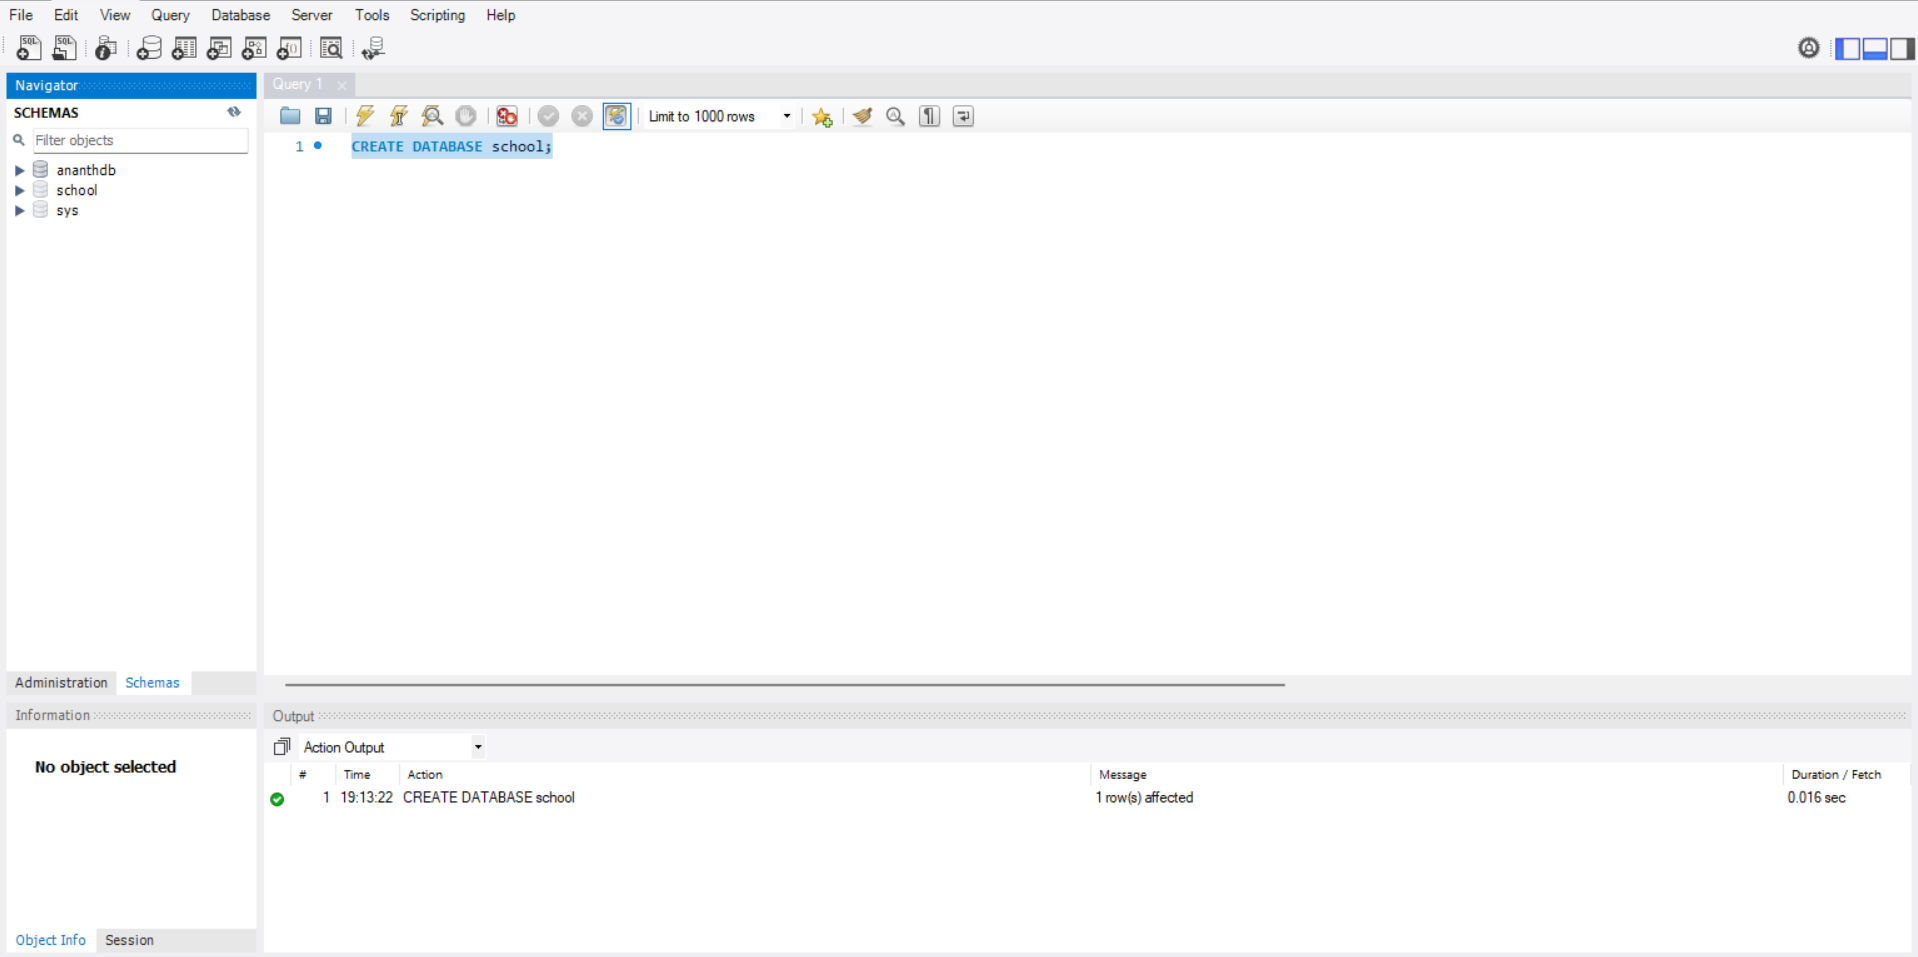 File Edit View Query Database Server Tools Scripting Help
SQL SQL
Navigator
Query 1
SCHEMAS
Filter objects
ananthdb
school
sys
Limit to 1000 rows
1 CREATE DATABASE school;
Administration Schemas
Information
No object selected
Object Info Session
Output
Action Output
# Time Action Message Duration / Fetch
1 19:13:22 CREATE DATABASE school 1 row(s) affected 0.016 sec